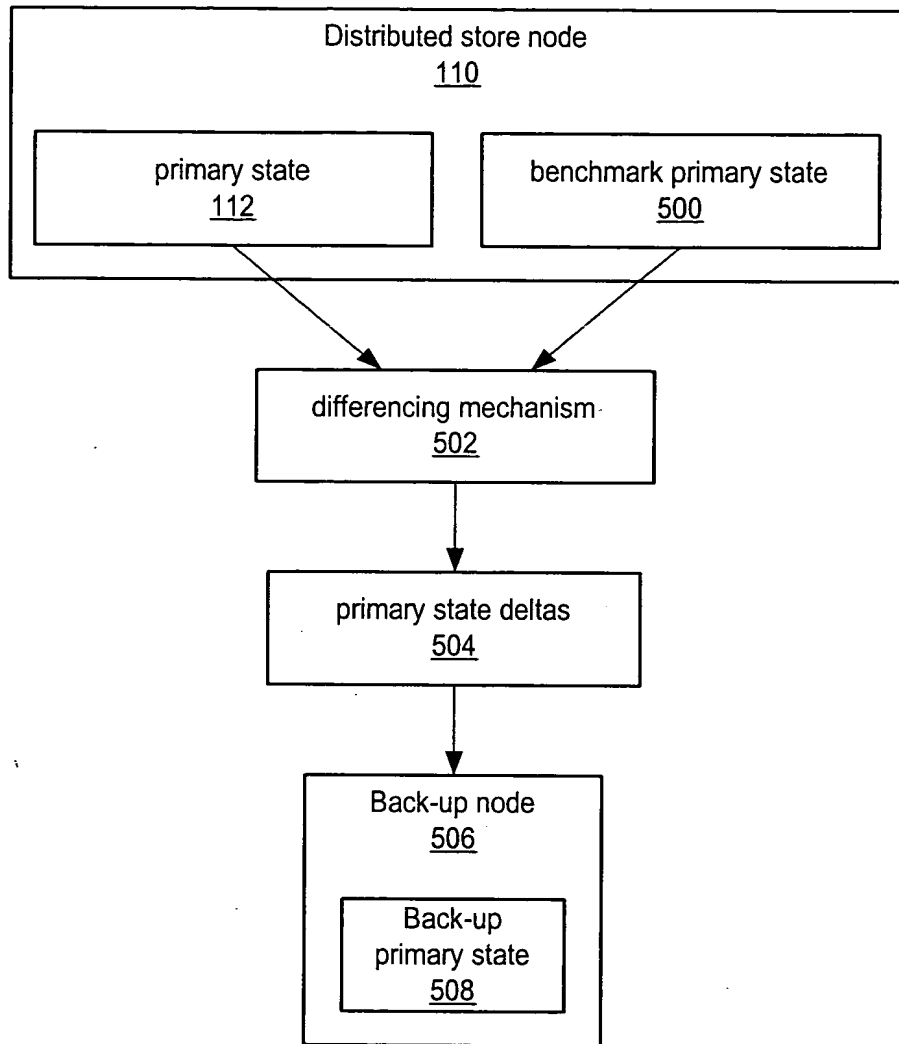 Distributed store node
110
primary state
112
benchmark primary state
500
differencing mechanism
502
primary state deltas
504
Back-up node
506
Back-up
primary state
508